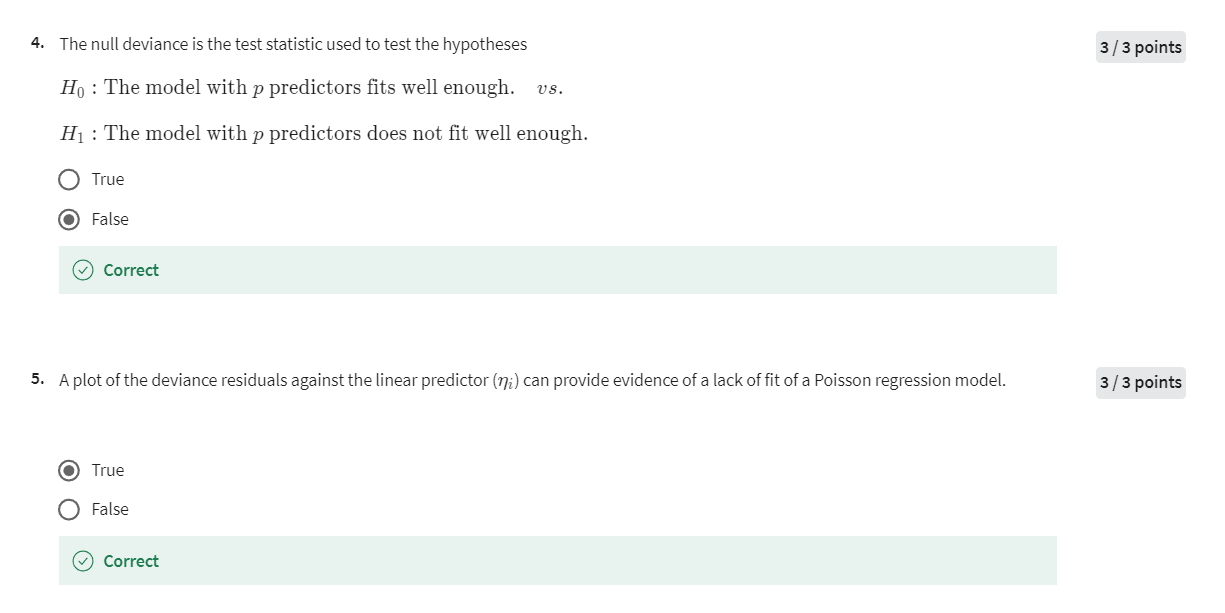 4. The null deviance is the test statistic used to test the hypotheses
3 / 3 points
H₀ : The model with p predictors fits well enough. vs.
H₁ : The model with p predictors does not fit well enough.
True
False
Correct
5. A plot of the deviance residuals against the linear predictor (ηᵢ) can provide evidence of a lack of fit of a Poisson regression model.
3 / 3 points
True
False
Correct